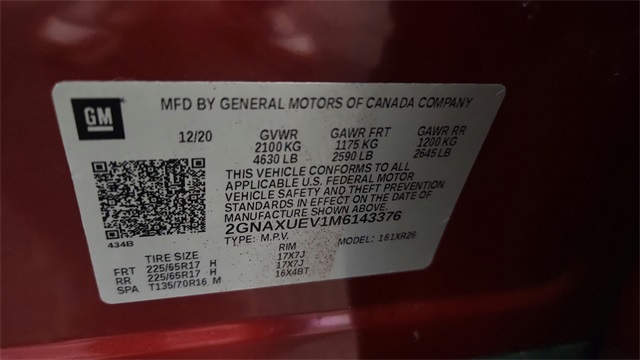 GM
MFD BY GENERAL MOTORS OF CANADA COMPANY
12/20 GVWR GAWR FRT GAWR RR
2100 KG 1175 KG 1200 KG
4630 LB 2590 LB 2645 LB
THIS VEHICLE CONFORMS TO ALL
APPLICABLE U.S. FEDERAL MOTOR
VEHICLE SAFETY AND THEFT PREVENTION
STANDARDS IN EFFECT ON THE DATE OF
MANUFACTURE SHOWN ABOVE.
2GNAXUEV1M6143376
434B
TYPE: M.P.V. MODEL: 161XR26
TIRE SIZE RIM
FRT 225/65R17 H 17X7J
RR 225/65R17 H 17X7J
SPA T135/70R16 M 16X4BT